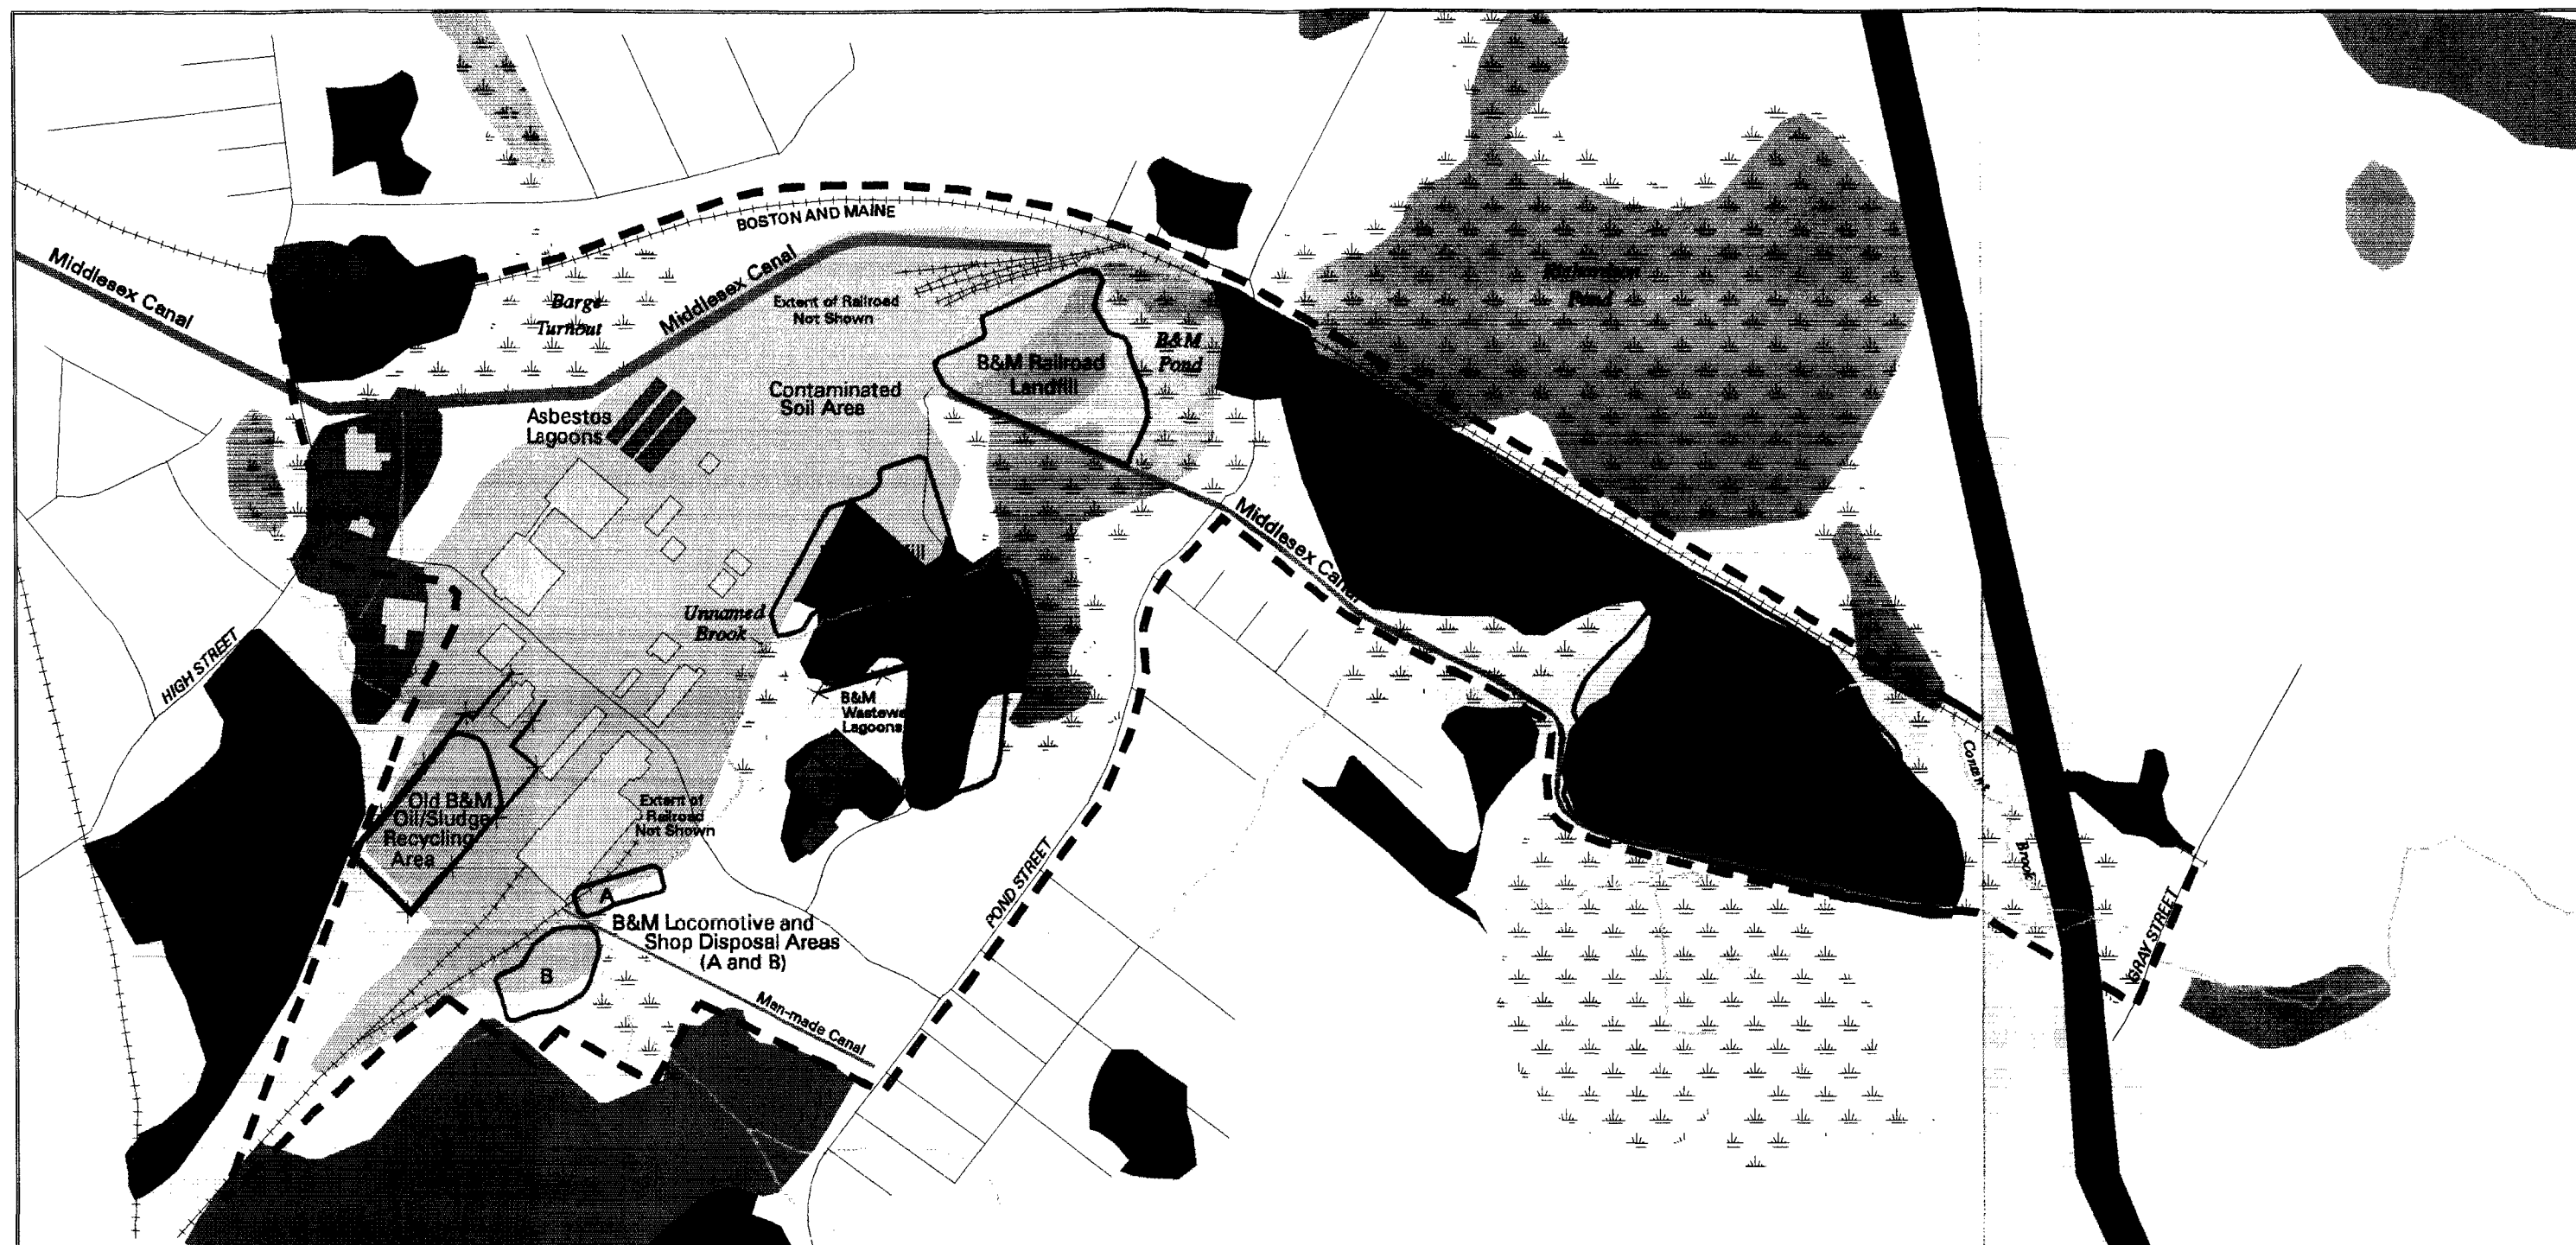 BOSTON AND MAINE
Middlesex Canal
Middlesex Canal
Barge
Turnout
Extent of Railroad
Not Shown
Richardson
Pond
B&M
Pond
B&M Railroad
Landfill
Contaminated
Soil Area
Asbestos
Lagoons
Middlesex Canal
Unnamed
Brook
HIGH STREET
B&M
Lagoons
Old B&M
Oil/Sludge
Recycling
Area
Extent of
Railroad
Not Shown
POND STREET
Brook
A
B&M Locomotive and
Shop Disposal Areas
(A and B)
B
Man-made Canal
GRAY STREET